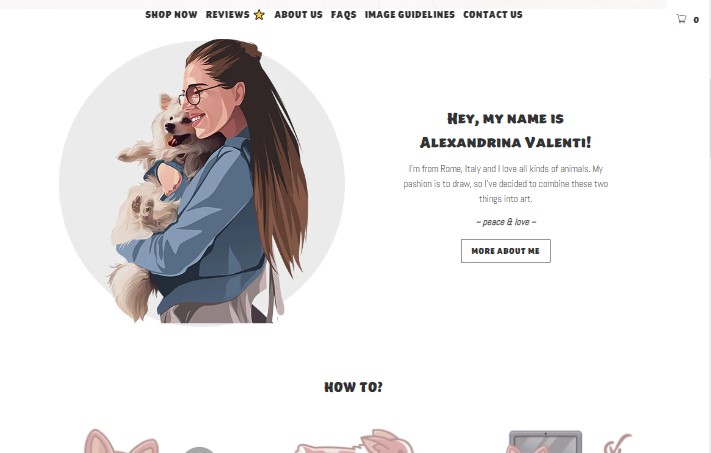 SHOP NOW REVIEWS ⭐ ABOUT US FAQS IMAGE GUIDELINES CONTACT US
0
Hey, my name is
Alexandrina Valenti!
I'm from Rome, Italy and I love all kinds of animals. My
pashion is to draw, so I've decided to combine these two
things into art.
~ peace & love ~
MORE ABOUT ME
HOW TO?